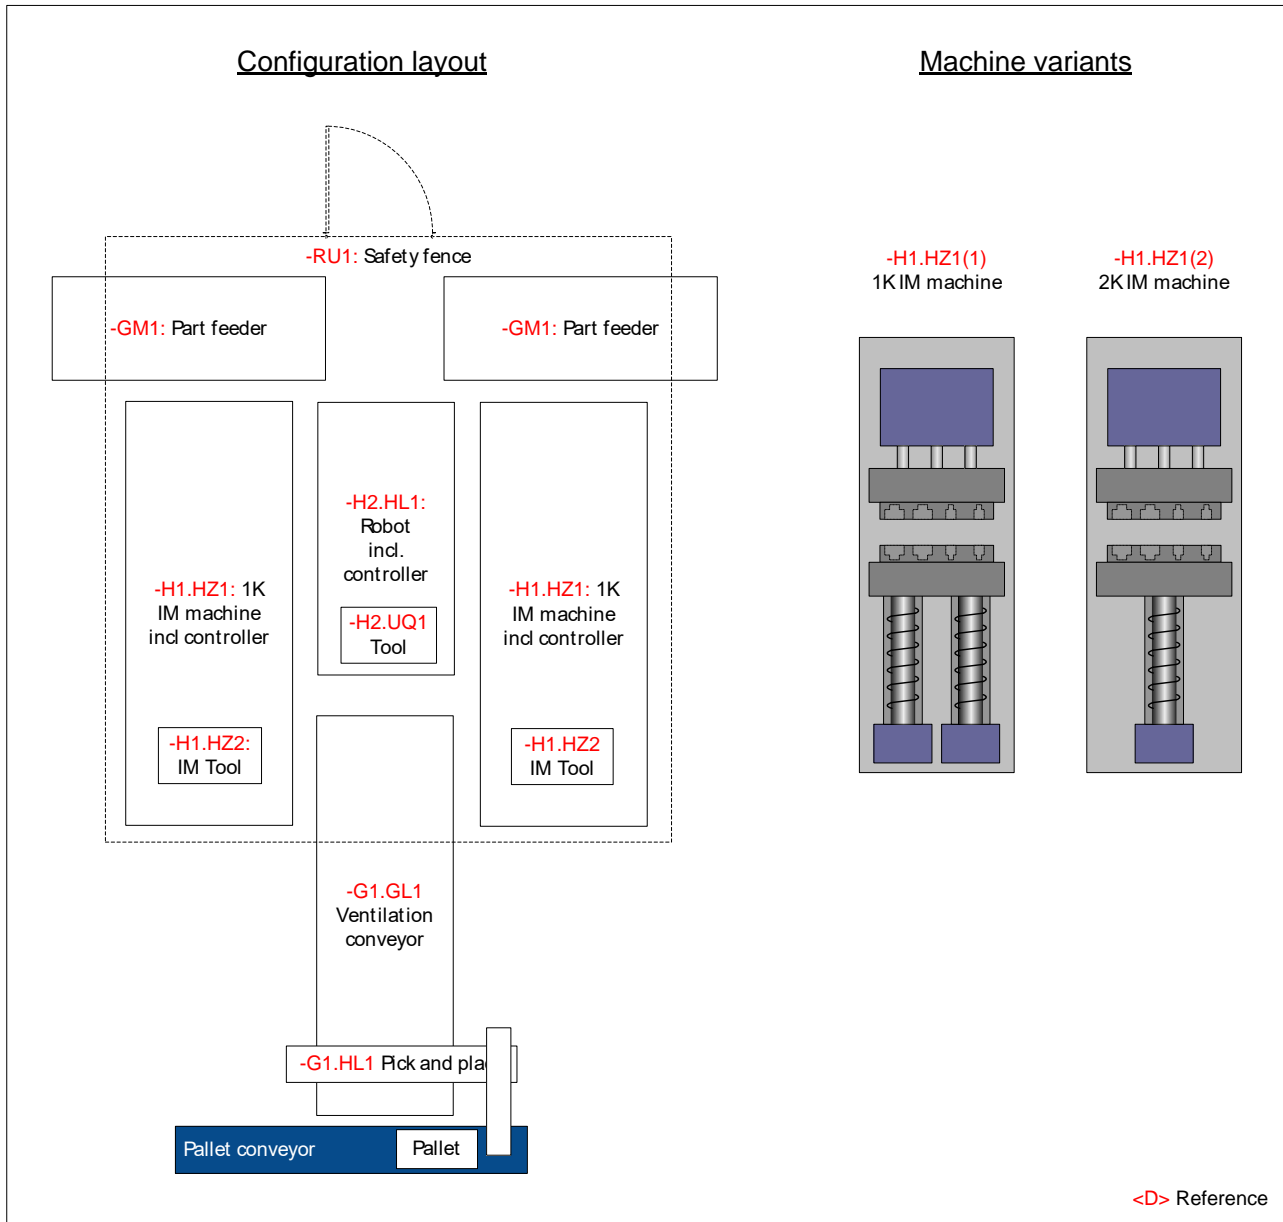 Configuration layout
Machine variants
-RU1: Safety fence
-GM1: Part feeder
-GM1: Part feeder
-H2.HL1:
Robot
incl.
controller
-H2.UQ1
Tool
-H1.HZ1: 1K
IM machine
incl controller
-H1.HZ1: 1K
IM machine
incl controller
-H1.HZ2:
IM Tool
-H1.HZ2
IM Tool
-G1.GL1
Ventilation
conveyor
-G1.HL1 Pick and pla
Pallet conveyor
Pallet
-H1.HZ1(1)
1K IM machine
-H1.HZ1(2)
2K IM machine
<D> Reference